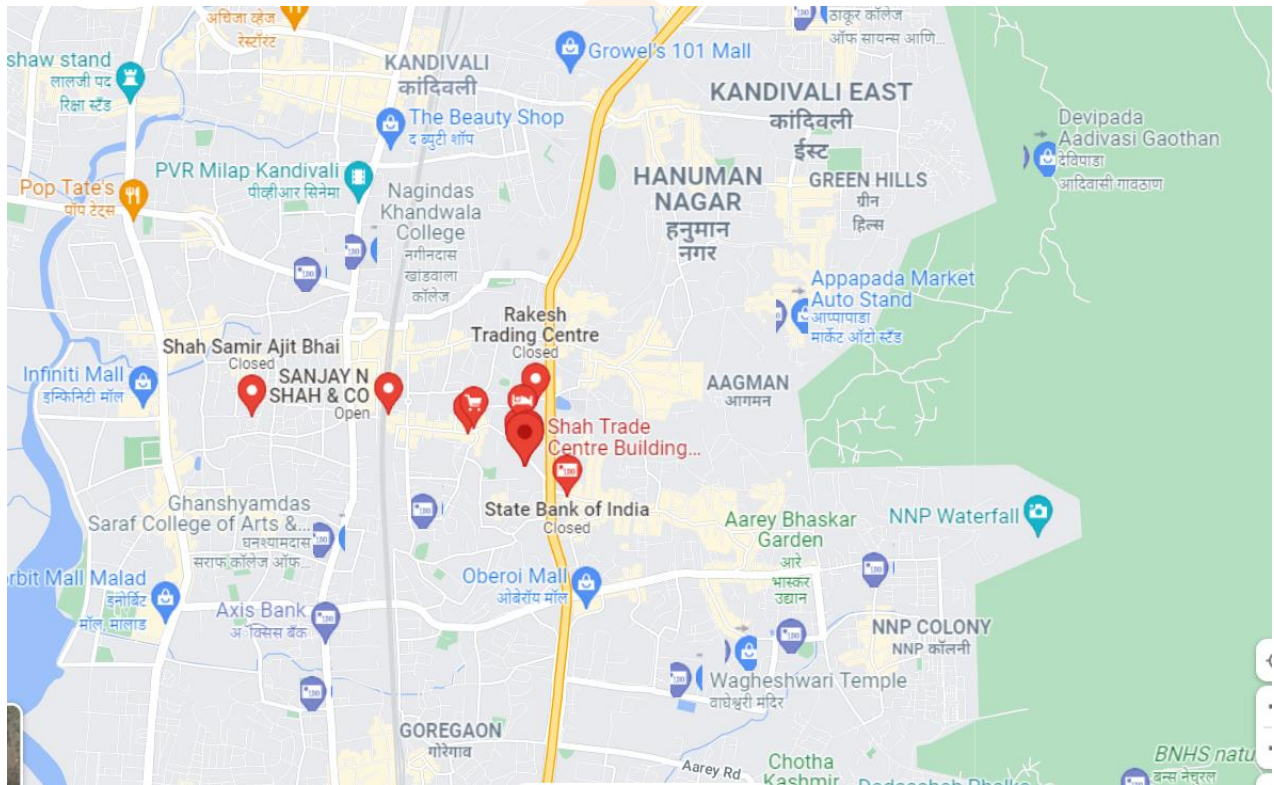 अचिजा व्हेज
रेस्टॉरंट
shaw stand
लालजी पद
रिक्षा स्टँड
KANDIVALI
कांदिवली
Growel's 101 Mall
ठाकूर कॉलेज
ऑफ सायन्स आणि...
KANDIVALI EAST
कांदिवली
ईस्ट
The Beauty Shop
द ब्युटी शॉप
Devipada
Aadivasi Gaothan
देविपाडा
आदिवासी गावठाण
PVR Milap Kandivali
पीव्हीआर सिनेमा
Pop Tate's
पॉप टेट्स
Nagindas
Khandwala
College
नगीनदास
खांडवाला
कॉलेज
HANUMAN
NAGAR
हनुमान
नगर
GREEN HILLS
ग्रीन
हिल्स
Appapada Market
Auto Stand
आप्पापाडा
मार्केट ऑटो स्टँड
Rakesh
Trading Centre
Closed
Shah Samir Ajit Bhai
Closed
SANJAY N
SHAH & CO
Open
Infiniti Mall
इन्फिनिटी मॉल
AAGMAN
आगमन
Shah Trade
Centre Building...
State Bank of India
Closed
Ghanshyamdas
Saraf College of Arts &...
घनश्यामदास
सराफ कॉलेज ऑफ...
Aarey Bhaskar
Garden
आरे
भास्कर
उद्यान
NNP Waterfall
orbit Mall Malad
इनोर्बिट
मॉल, मालाड
Oberoi Mall
ओबेरॉय मॉल
Axis Bank
अ‍ॅक्सिस बँक
NNP COLONY
NNP कॉलनी
Wagheshwari Temple
वाघेश्वरी मंदिर
GOREGAON
गोरेगाव
Aarey Rd
Chotha
Kashmir
BNHS natu
बन्स नेचुरल